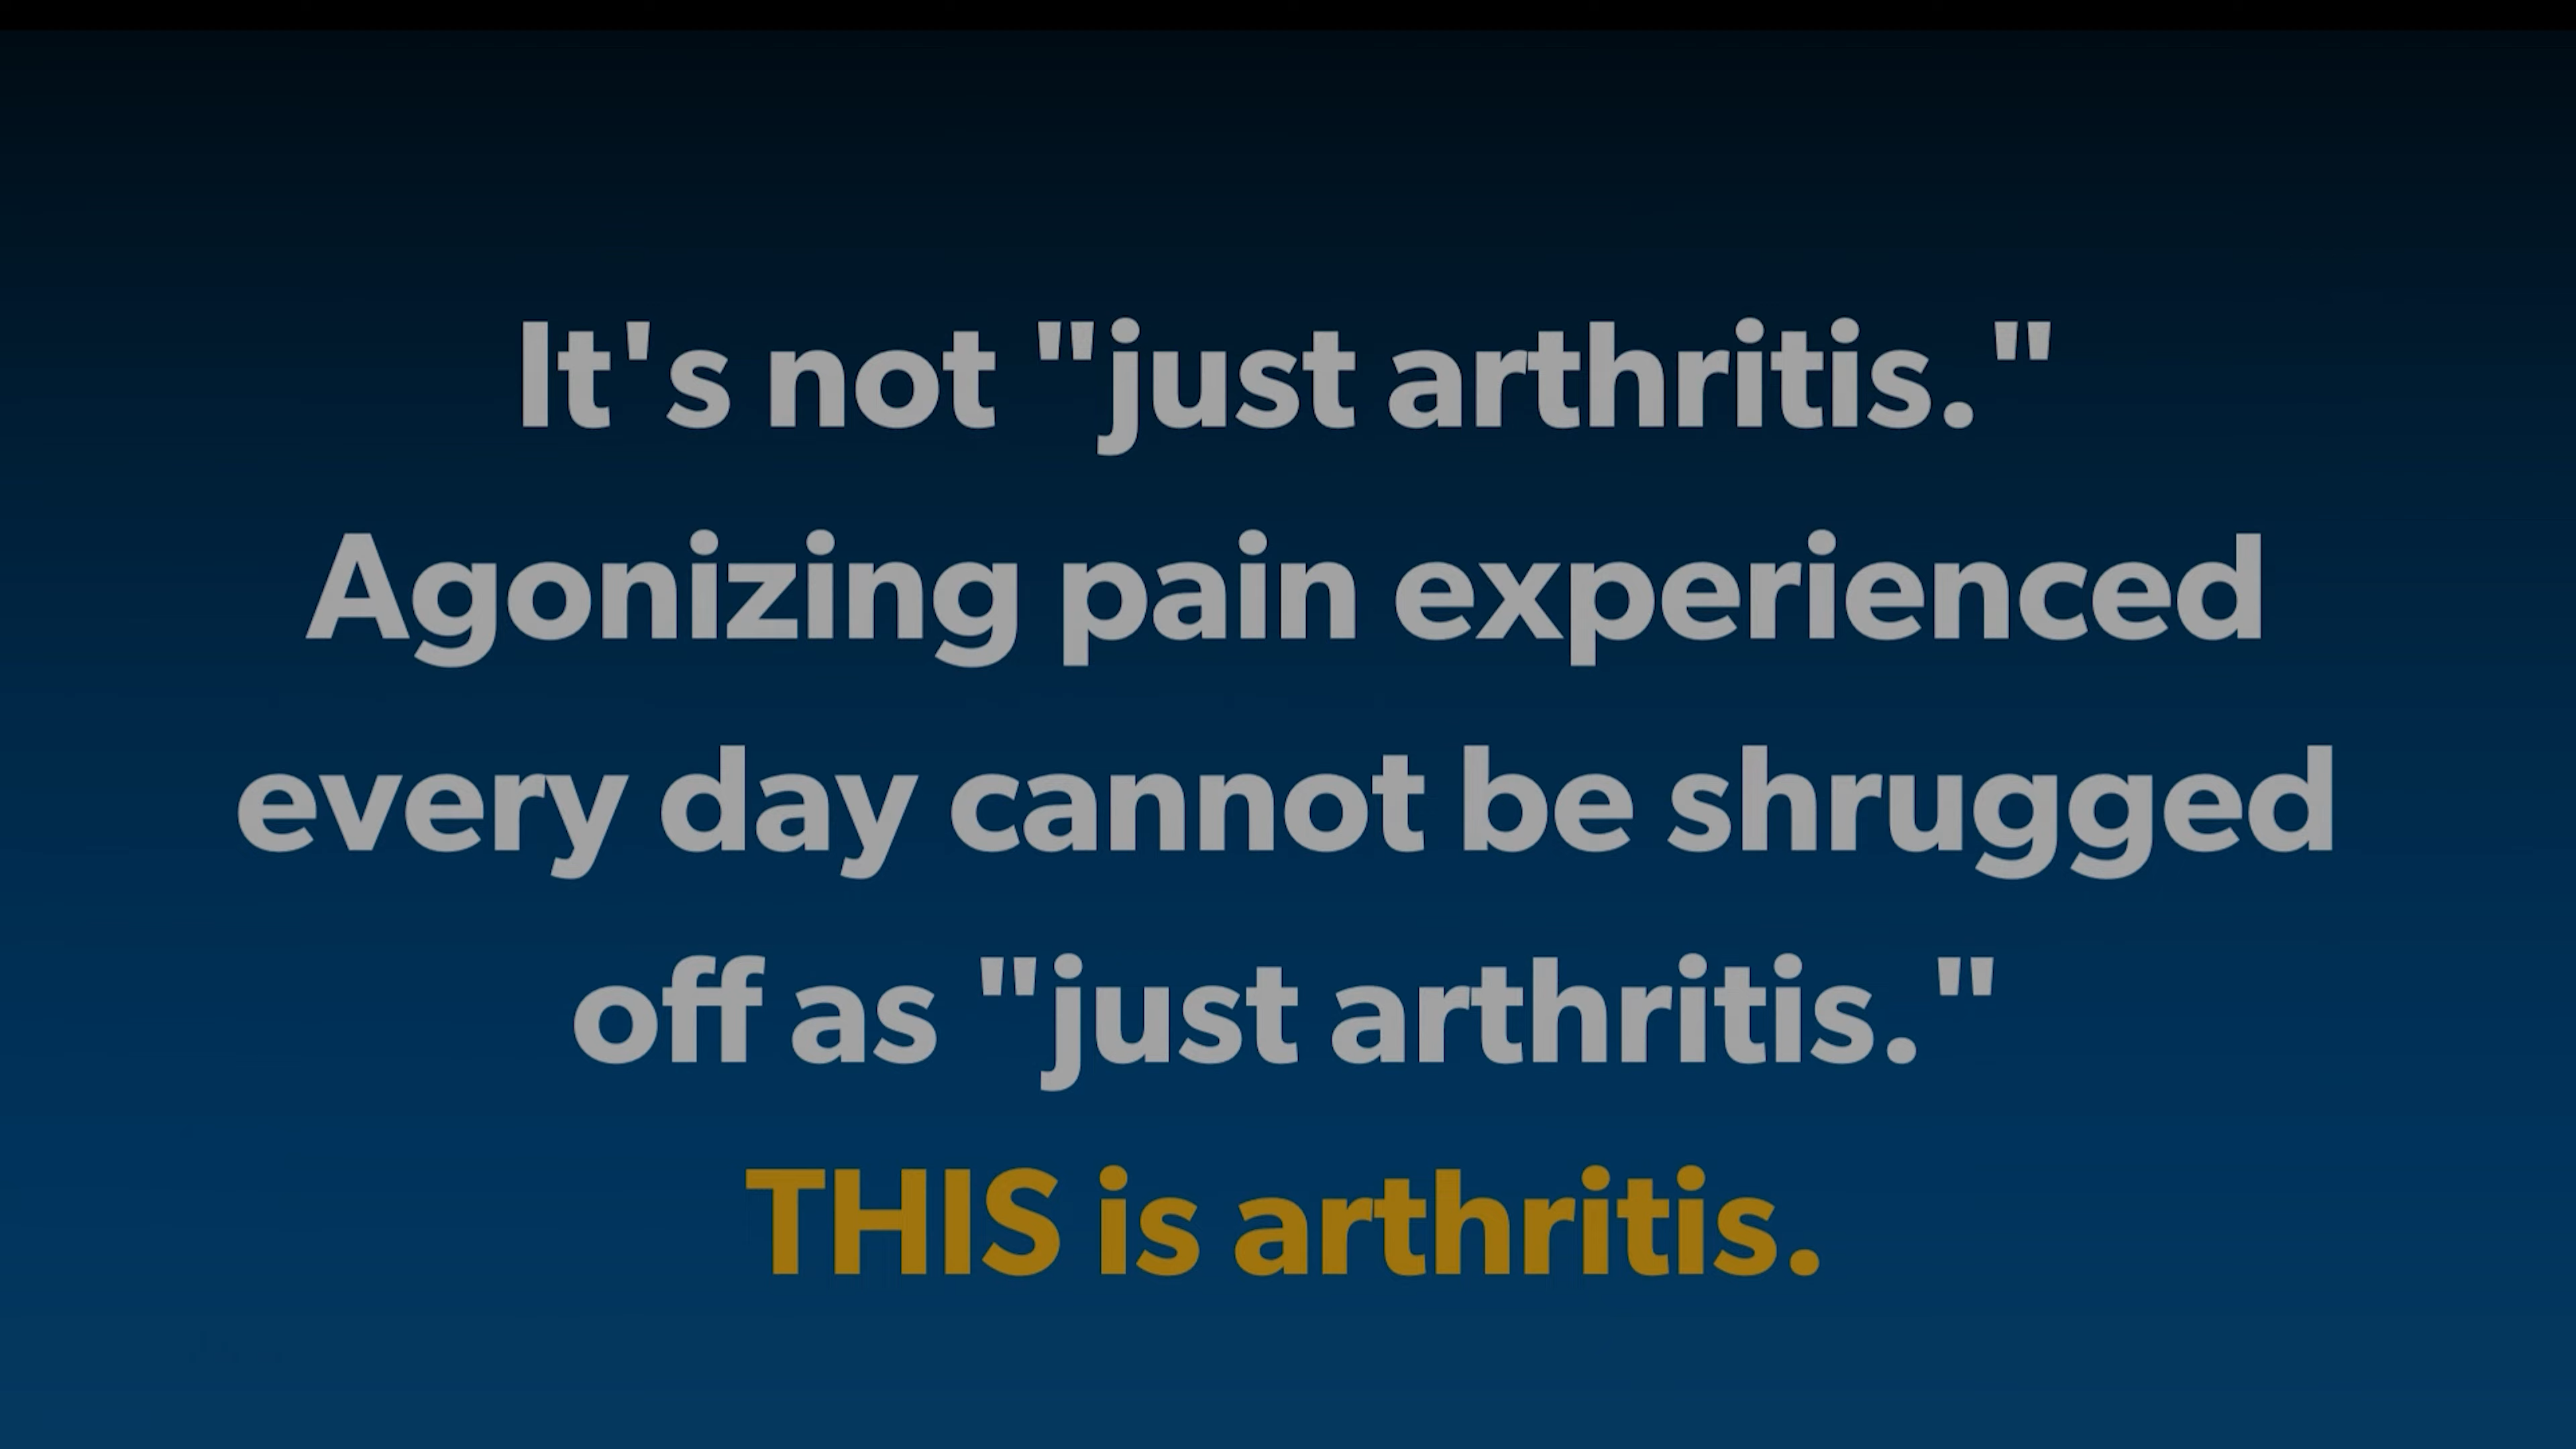 It's not "just arthritis."
Agonizing pain experienced
every day cannot be shrugged
off as "just arthritis."
THIS is arthritis.